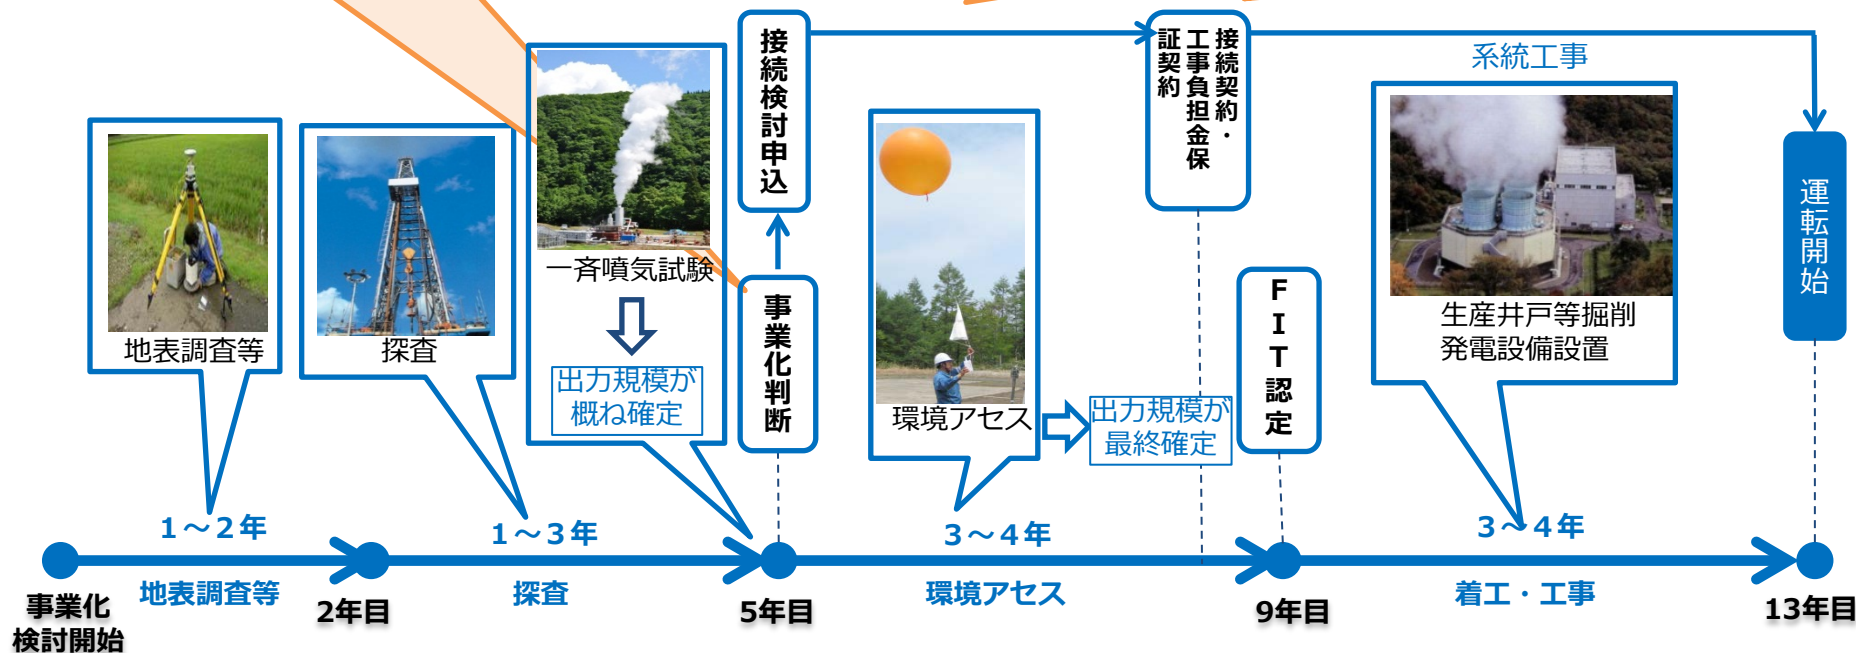 地表調査等
探査
一斉噴気試験
出力規模が
概ね確定
接続検討申込
事業化判断
環境アセス
出力規模が
最終確定
接続契約・
工事負担金保
証契約
FIT認定
系統工事
生産井戸等掘削
発電設備設置
運転開始
1～2年
1～3年
3～4年
3～4年
地表調査等
探査
環境アセス
着工・工事
事業化
検討開始
2年目
5年目
9年目
13年目